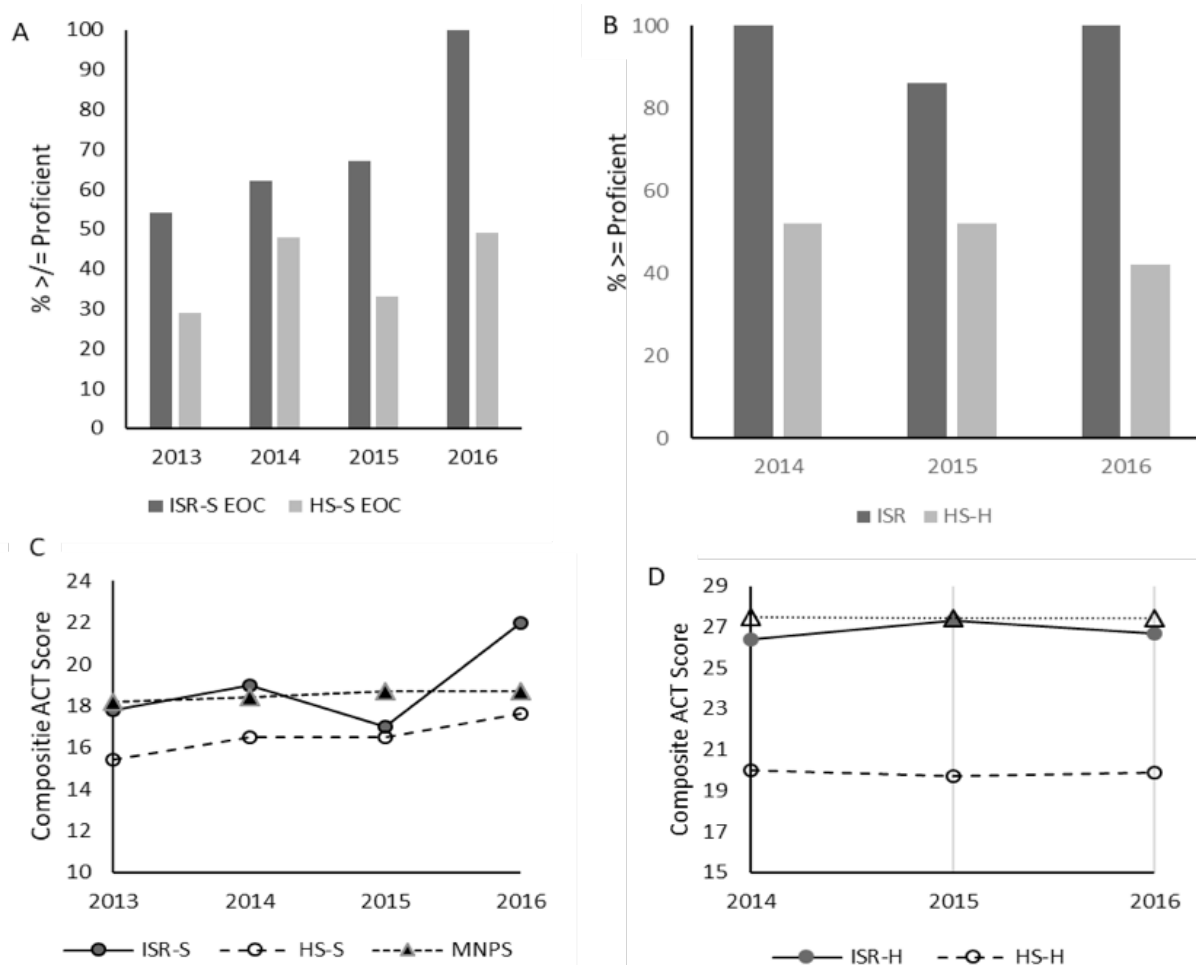 A
% >/= Proficient
100
90
80
70
60
50
40
30
20
10
0
2013 2014 2015 2016
ISR-S EOC HS-S EOC
B
% >= Proficient
100
80
60
40
20
0
2014 2015 2016
ISR HS-H
C
Compositie ACT Score
24
22
20
18
16
14
12
10
2013 2014 2015 2016
ISR-S HS-S MNPS
D
Composite ACT Score
29
27
25
23
21
19
17
15
2014 2015 2016
ISR-H HS-H